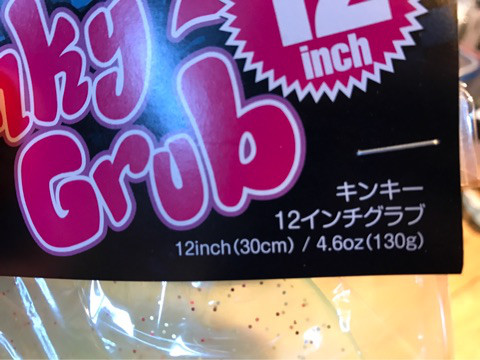 12
inch
nky
Grub
キンキー
12インチグラブ
12inch(30cm) / 4.6oz(130g)